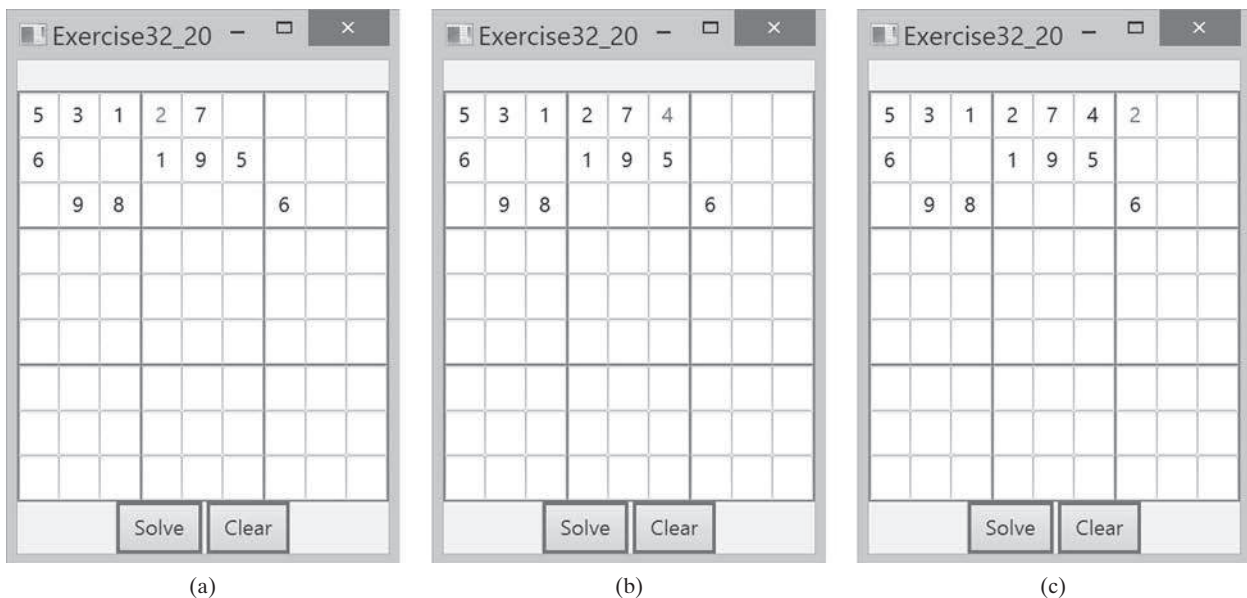 Exercise32_20
5 3 1 2 7
6 1 9 5
9 8 6
Solve Clear
(a)
Exercise32_20
5 3 1 2 7 4
6 1 9 5
9 8 6
Solve Clear
(b)
Exercise32_20
5 3 1 2 7 4 2
6 1 9 5
9 8 6
Solve Clear
(c)